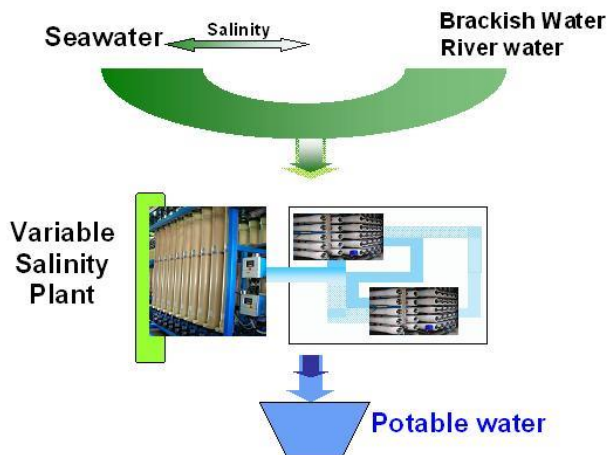 Seawater
Salinity
Brackish Water
River water
Variable
Salinity
Plant
Potable water